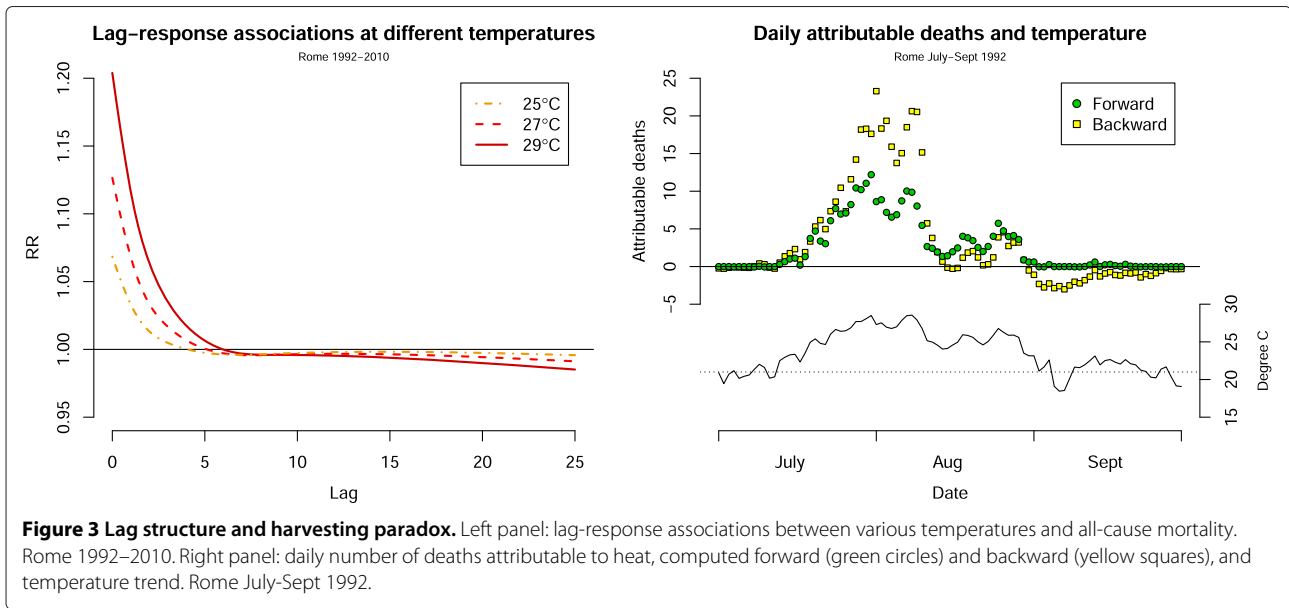 Lag–response associations at different temperatures
Rome 1992–2010
RR
1.20
1.15
1.10
1.05
1.00
0.95
25°C
27°C
29°C
0 5 10 15 20 25
Lag
Daily attributable deaths and temperature
Rome July–Sept 1992
Attributable deaths
25
20
15
10
5
0
−5
Forward
Backward
30
25
20
15
Degree C
July Aug Sept
Date
Figure 3 Lag structure and harvesting paradox. Left panel: lag-response associations between various temperatures and all-cause mortality.
Rome 1992–2010. Right panel: daily number of deaths attributable to heat, computed forward (green circles) and backward (yellow squares), and
temperature trend. Rome July-Sept 1992.